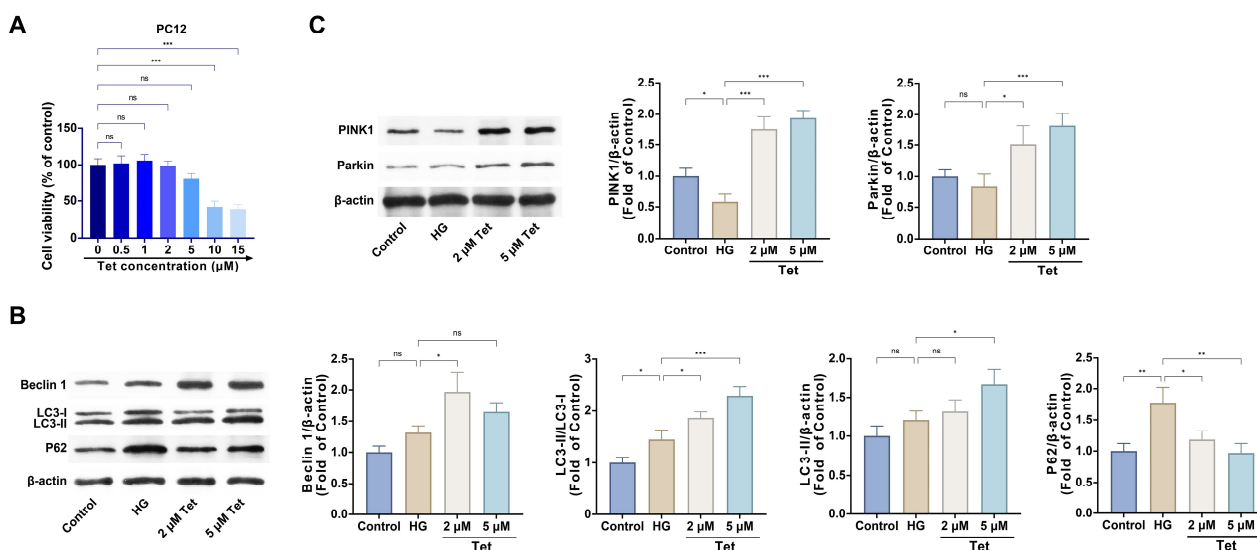 A
PC12
***
***
ns
ns
ns
ns
Cell viability (% of control)
150
100
50
0
0 0.5 1 2 5 10 15
Tet concentration (μM)
C
PINK1
Parkin
β-actin
Control HG 2 μM Tet 5 μM Tet
PINK1/β-actin
(Fold of Control)
2.5
2.0
1.5
1.0
0.5
0.0
***
* ***
Control HG 2 μM 5 μM
Tet
Parkin/β-actin
(Fold of Control)
2.5
2.0
1.5
1.0
0.5
0.0
***
ns *
Control HG 2 μM 5 μM
Tet
B
Beclin 1
LC3-I
LC3-II
P62
β-actin
Control HG 2 μM Tet 5 μM Tet
Beclin 1/β-actin
(Fold of Control)
2.5
2.0
1.5
1.0
0.5
0.0
ns
ns *
Control HG 2 μM 5 μM
Tet
LC3-II/LC3-I
(Fold of Control)
3
2
1
0
***
* *
Control HG 2 μM 5 μM
Tet
LC3-II/β-actin
(Fold of Control)
2.0
1.5
1.0
0.5
0.0
*
ns ns
Control HG 2 μM 5 μM
Tet
P62/β-actin
(Fold of Control)
2.5
2.0
1.5
1.0
0.5
0.0
**
** *
Control HG 2 μM 5 μM
Tet